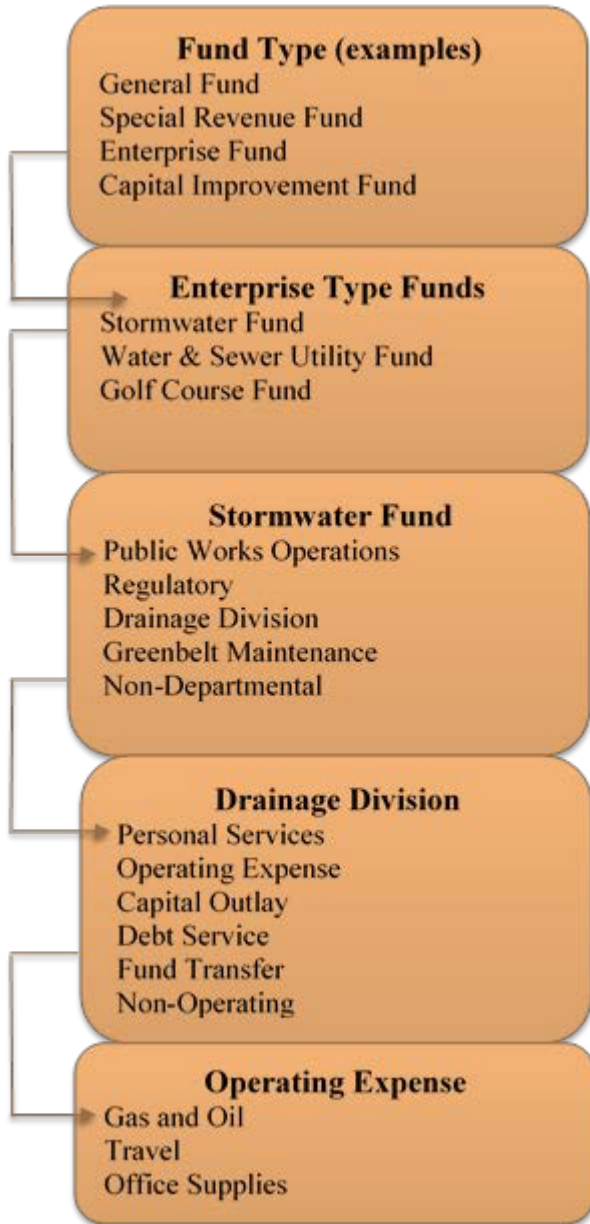 Fund Type (examples)
General Fund
Special Revenue Fund
Enterprise Fund
Capital Improvement Fund
Enterprise Type Funds
Stormwater Fund
Water & Sewer Utility Fund
Golf Course Fund
Stormwater Fund
Public Works Operations
Regulatory
Drainage Division
Greenbelt Maintenance
Non-Departmental
Drainage Division
Personal Services
Operating Expense
Capital Outlay
Debt Service
Fund Transfer
Non-Operating
Operating Expense
Gas and Oil
Travel
Office Supplies